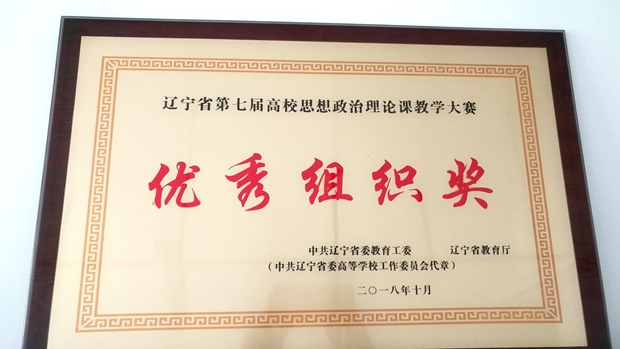 辽宁省第七届高校思想政治理论课教学大赛
优秀组织奖
中共辽宁省委教育工委 辽宁省教育厅
（中共辽宁省委高等学校工作委员会代章）
二〇一八年十月